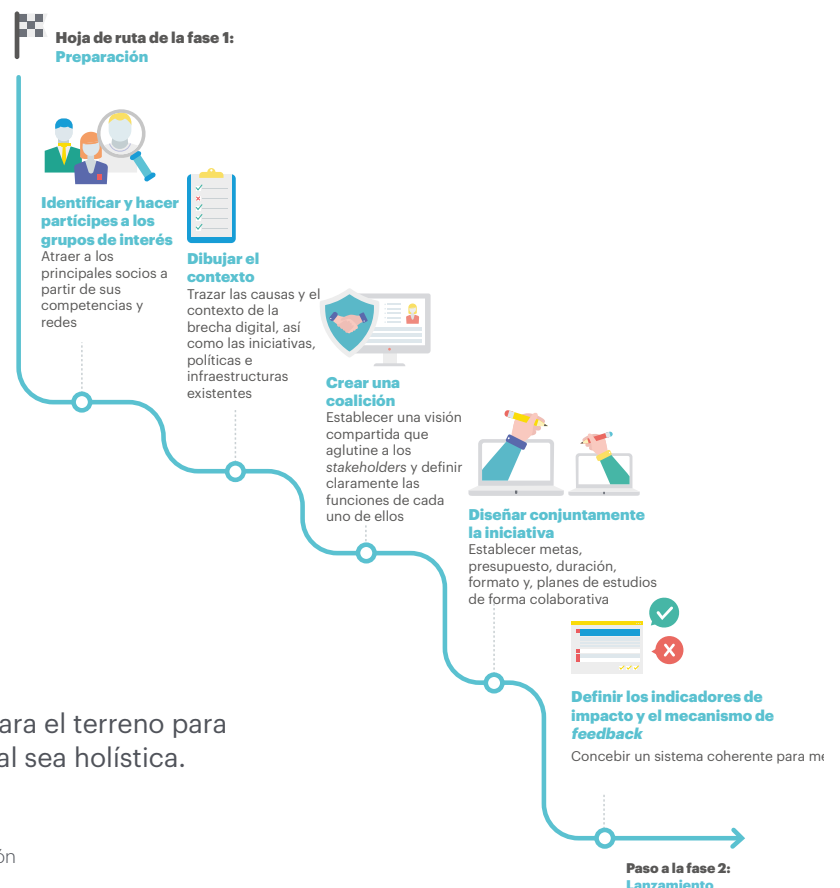 Hoja de ruta de la fase 1:
Preparación
Identificar y hacer
partícipes a los
grupos de interés
Atraer a los
principales socios a
partir de sus
competencias y
redes
Dibujar el
contexto
Trazar las causas y el
contexto de la
brecha digital, así
como las iniciativas,
políticas e
infraestructuras
existentes
Crear una
coalición
Establecer una visión
compartida que
aglutine a los
stakeholders y definir
claramente las
funciones de cada
uno de ellos
Diseñar conjuntamente
la iniciativa
Establecer metas,
presupuesto, duración,
formato y, planes de estudios
de forma colaborativa
Definir los indicadores de
impacto y el mecanismo de
feedback
Concebir un sistema coherente para me
ara el terreno para
al sea holística.
ón
Paso a la fase 2:
Lanzamiento